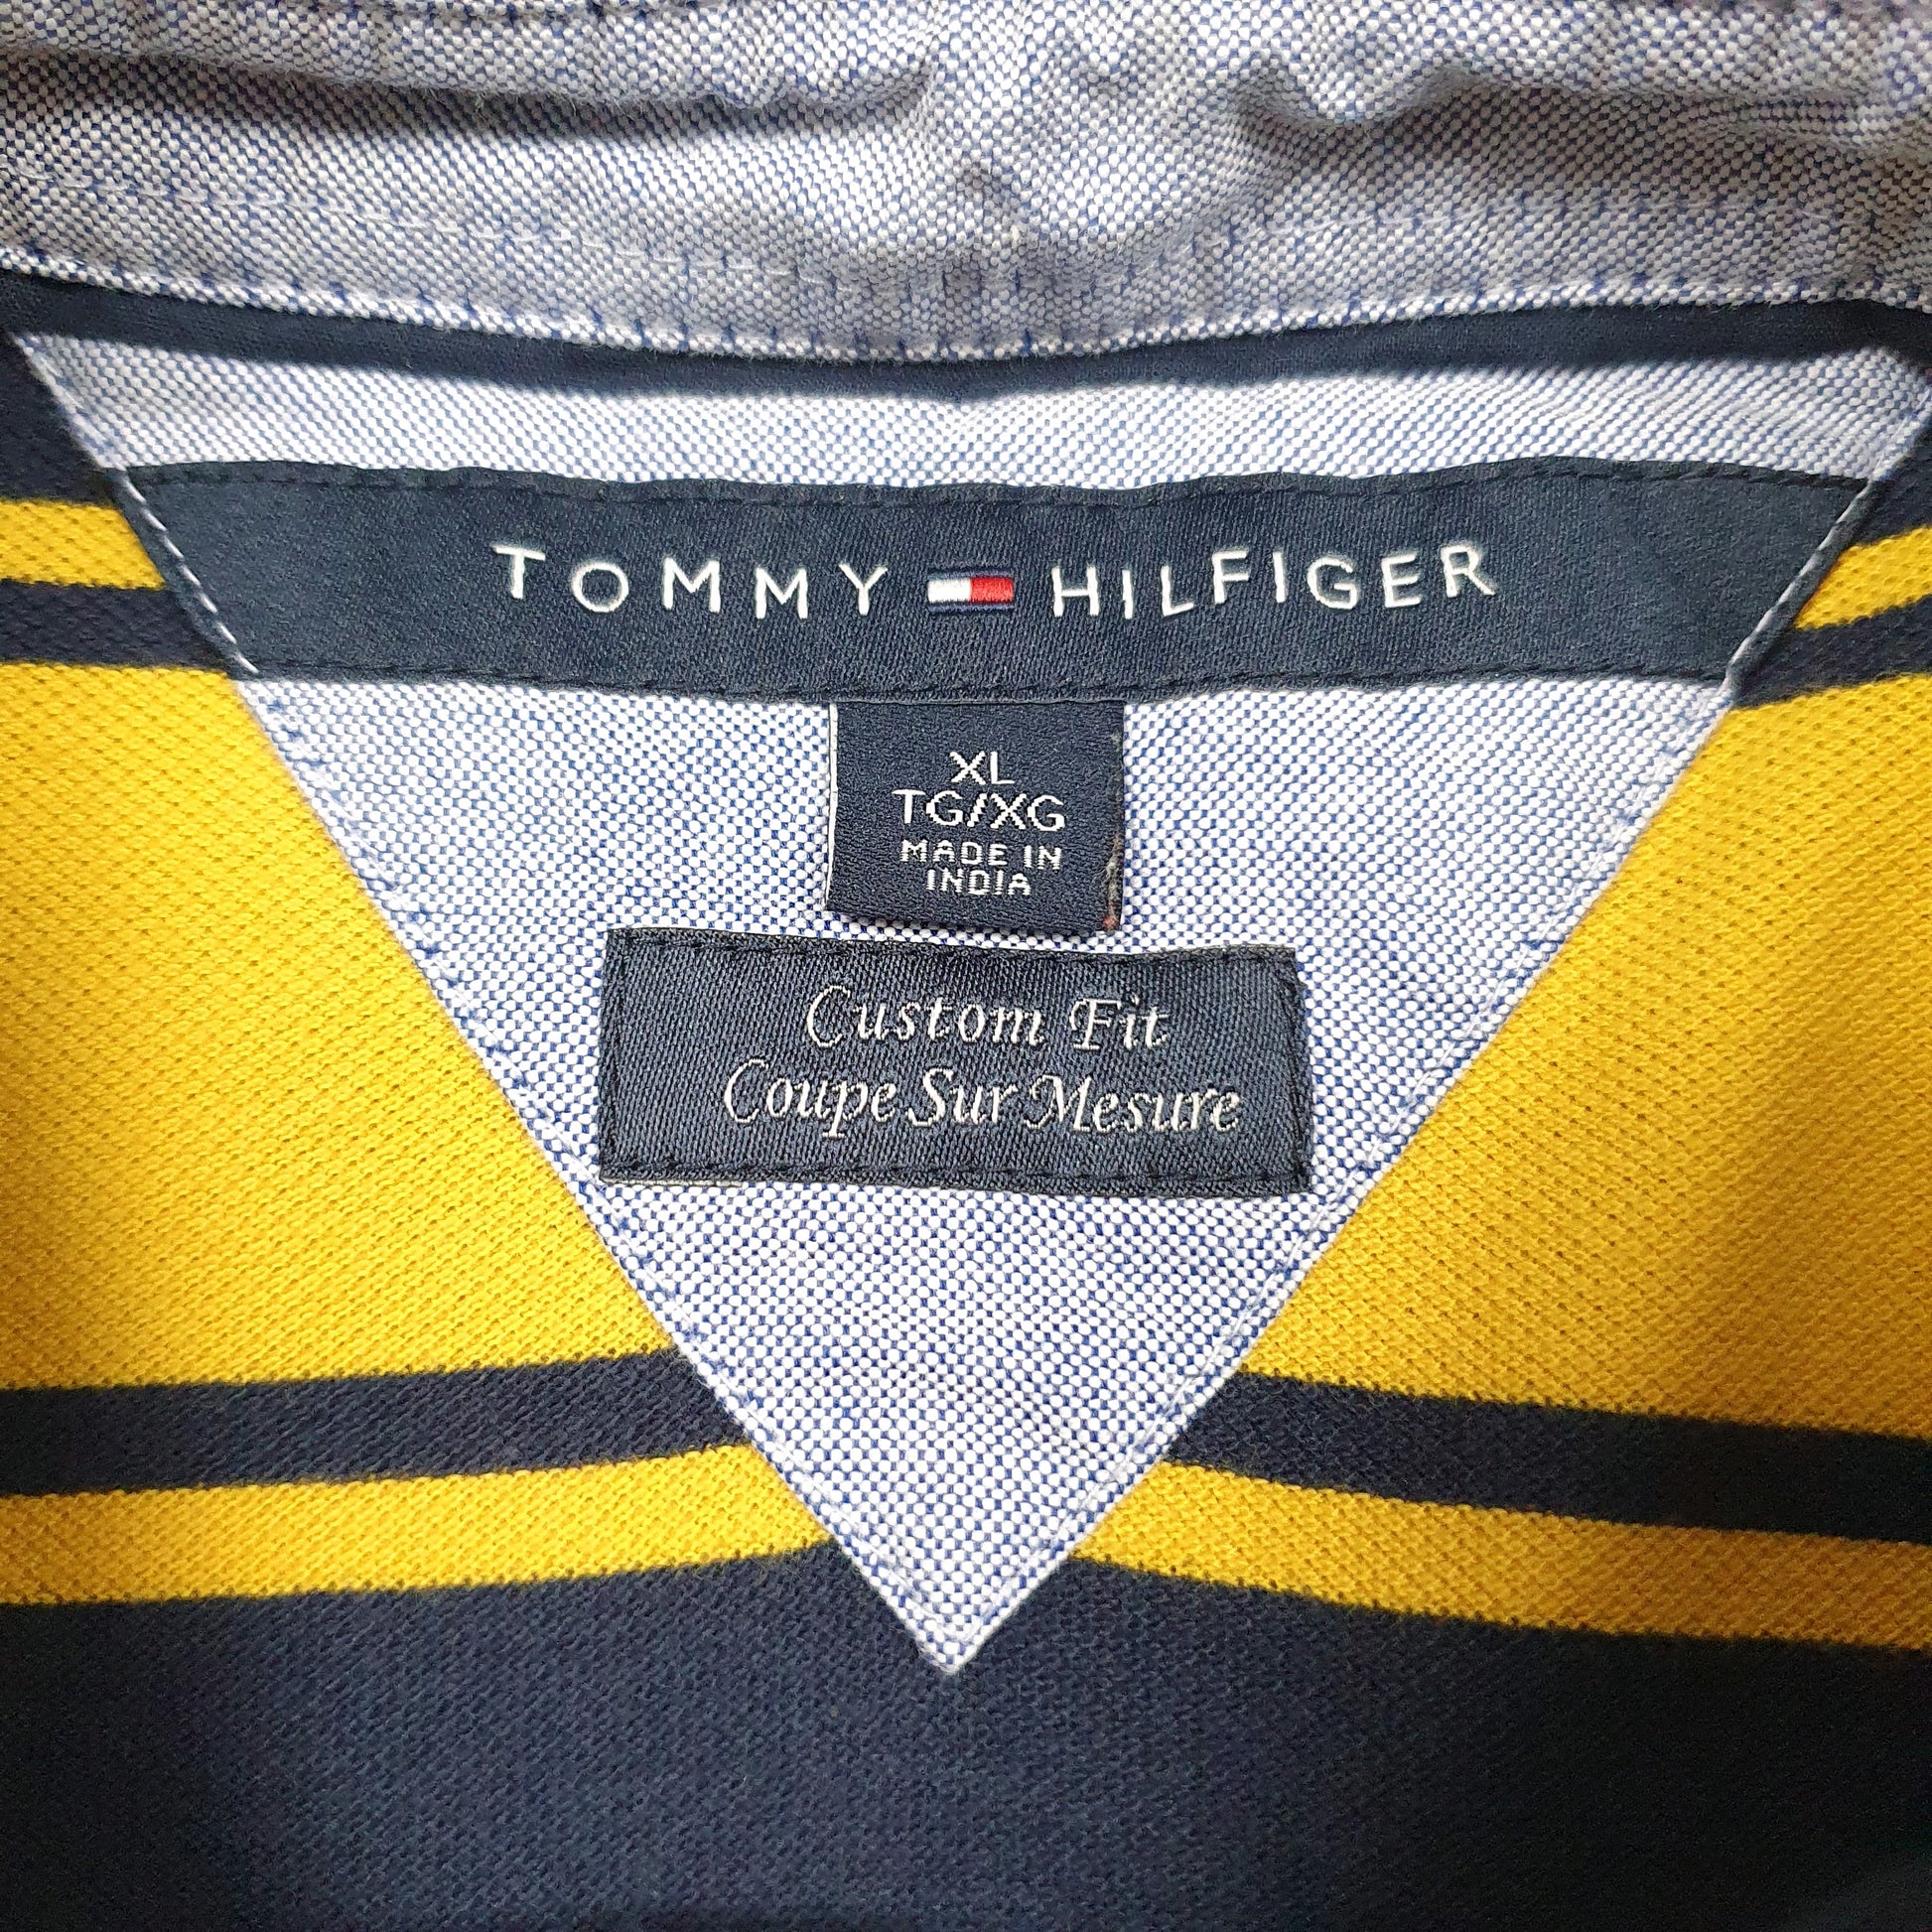 TOMMY HILFIGER
XL
TG/XG
MADE IN
INDIA
Custom Fit
Coupe Sur Mesure